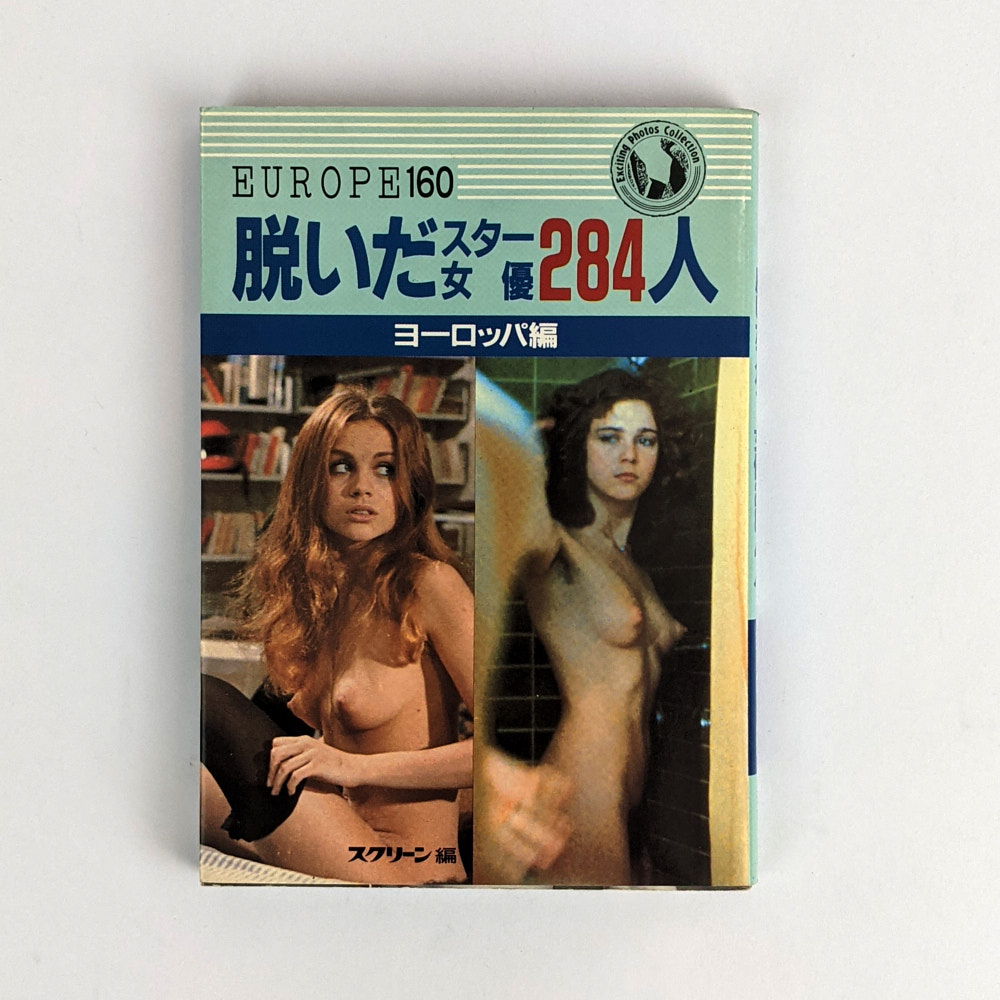 Exciting Photos Collection
EUROPE160
脱いだスター女優284人
ヨーロッパ編
スクリーン編